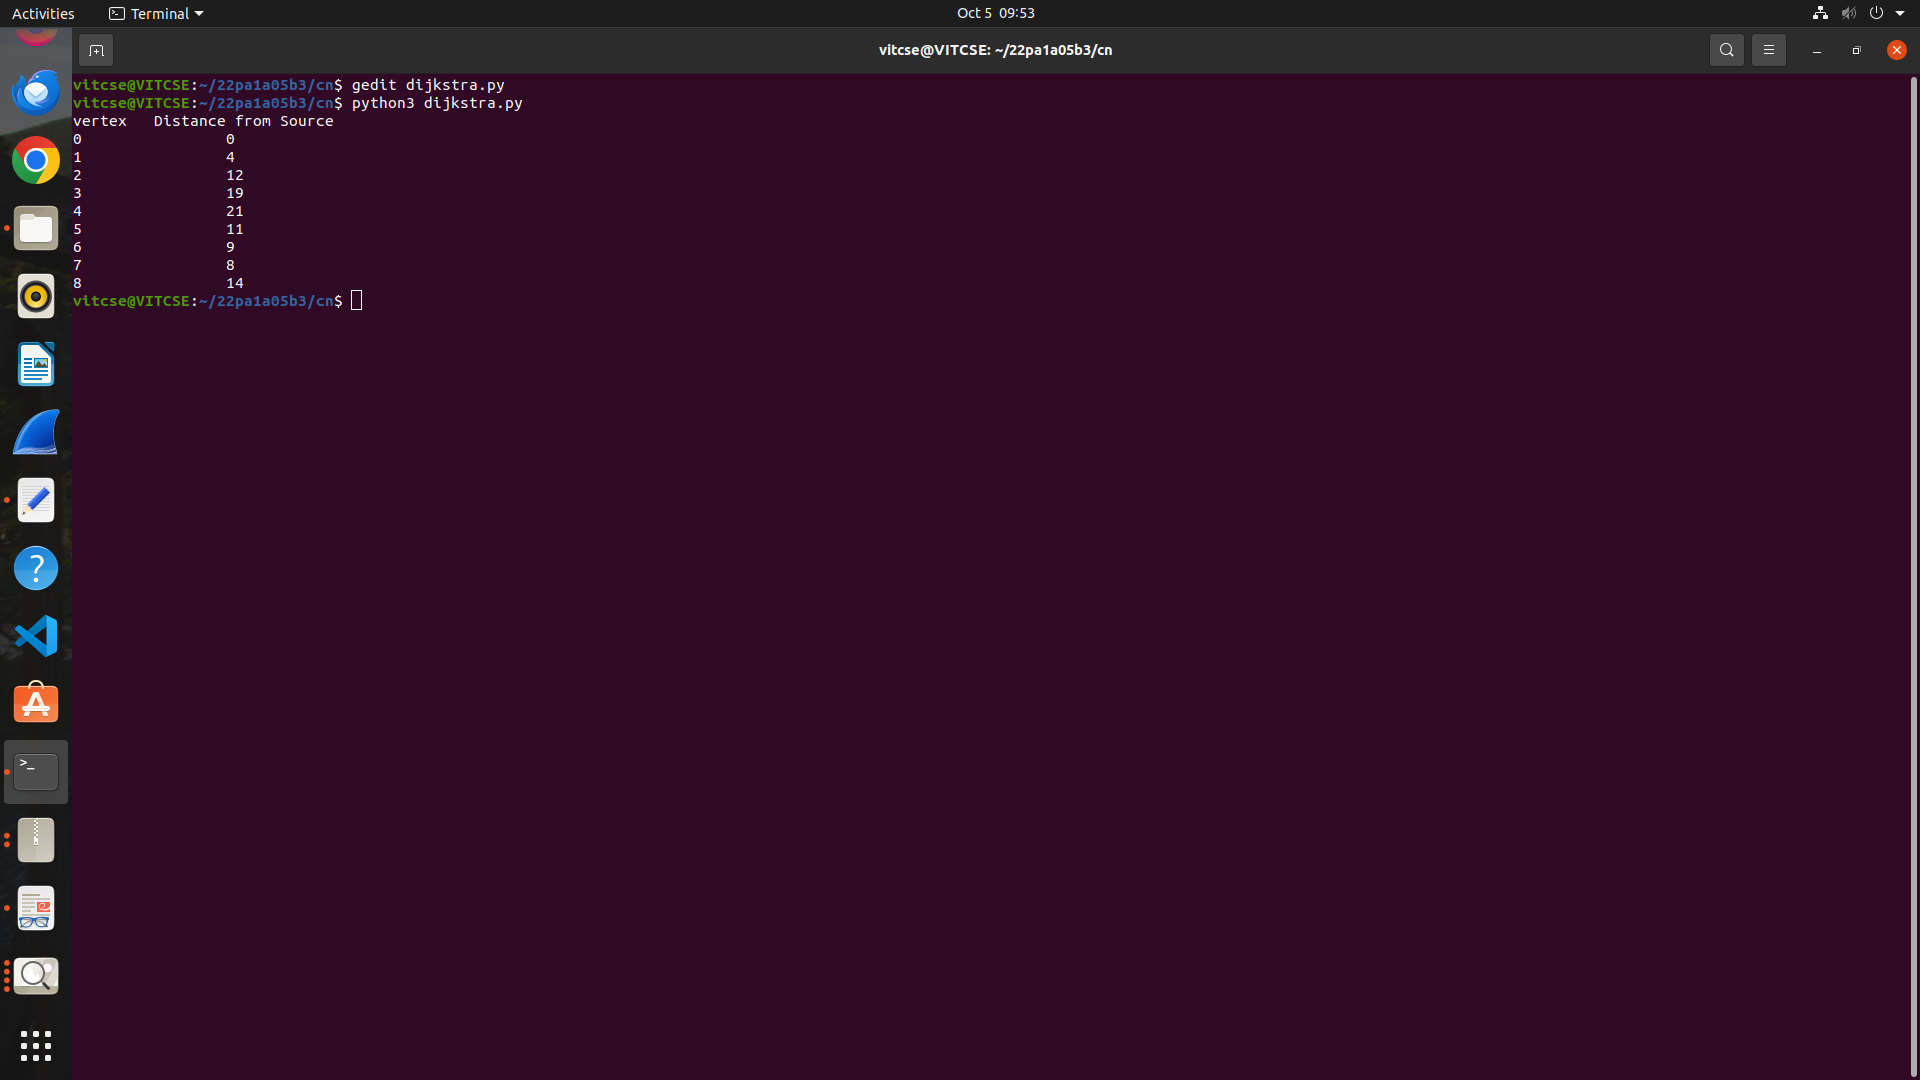 Activities Terminal Oct 5 09:53
vitcse@VITCSE: ~/22pa1a05b3/cn
vitcse@VITCSE:~/22pa1a05b3/cn$ gedit dijkstra.py
vitcse@VITCSE:~/22pa1a05b3/cn$ python3 dijkstra.py
vertex Distance from Source
0 0
1 4
2 12
3 19
4 21
5 11
6 9
7 8
8 14
vitcse@VITCSE:~/22pa1a05b3/cn$